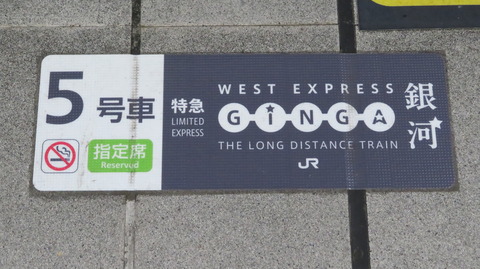 5号車
指定席
Reserved
特急
LIMITED
EXPRESS
WEST EXPRESS
GiNGA
THE LONG DISTANCE TRAIN
JR
銀河